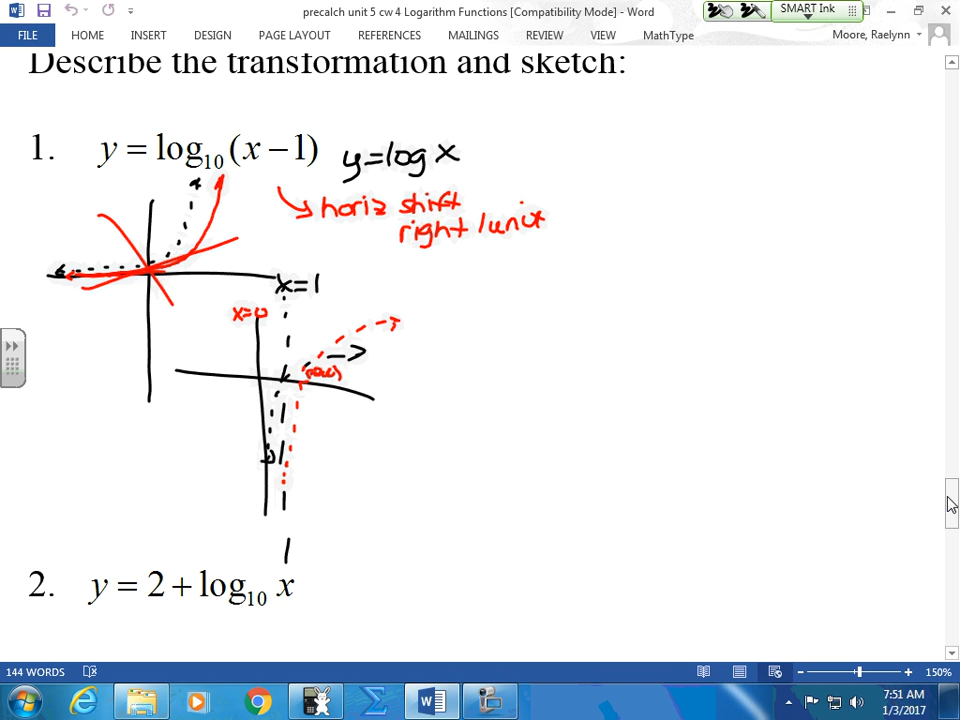 precalch unit 5 cw 4 Logarithm Functions [Compatibility Mode] - Word
SMART Ink
FILE HOME INSERT DESIGN PAGE LAYOUT REFERENCES MAILINGS REVIEW VIEW MathType Moore, Raelynn
Describe the transformation and sketch:
1. y = log₁₀ (x − 1) y=log x
horiz shift
right 1 unit
x=1
x=0
2. y = 2 + log₁₀ x
144 WORDS 150%
7:51 AM
1/3/2017